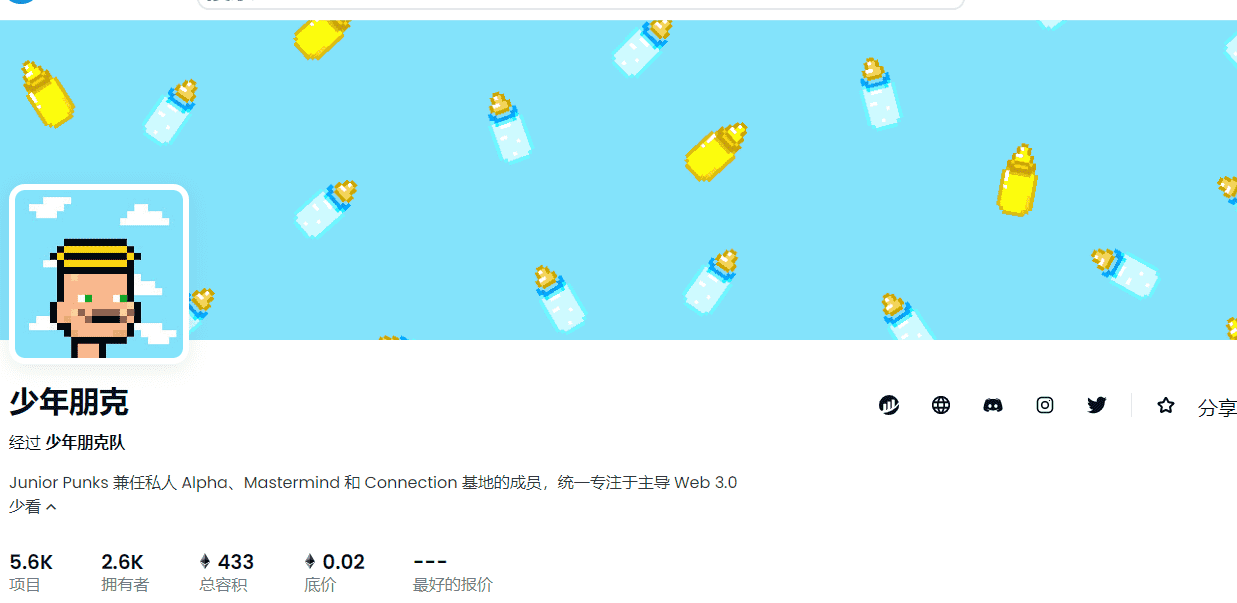 少年朋克
分享
经过 少年朋克队
Junior Punks 兼任私人 Alpha、Mastermind 和 Connection 基地的成员，统一专注于主导 Web 3.0
少看
5.6K 2.6K 433 0.02 ---
项目 拥有者 总容积 底价 最好的报价